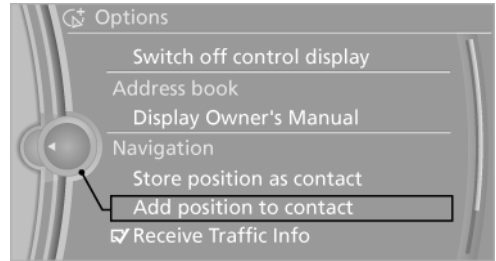 Options
Switch off control display
Address book
Display Owner's Manual
Navigation
Store position as contact
Add position to contact
Receive Traffic Info